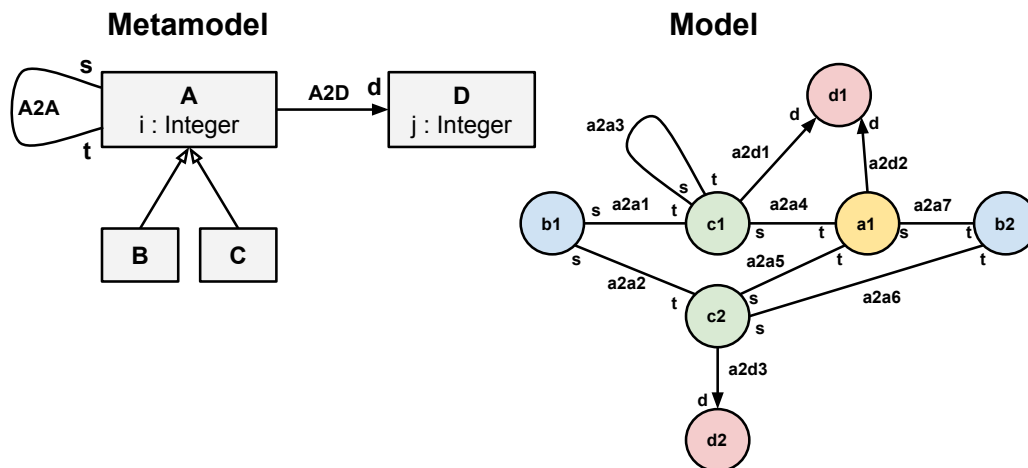 Metamodel
Model
s
A2A
t
A
i : Integer
A2D
d
D
j : Integer
B
C
d1
d
d
a2a3
a2d1
a2d2
s
t
b1
s
a2a1
t
c1
s
a2a4
t
a1
s
a2a7
t
b2
s
a2a2
t
a2a5
s
t
c2
s
a2a6
t
a2d3
d
d2